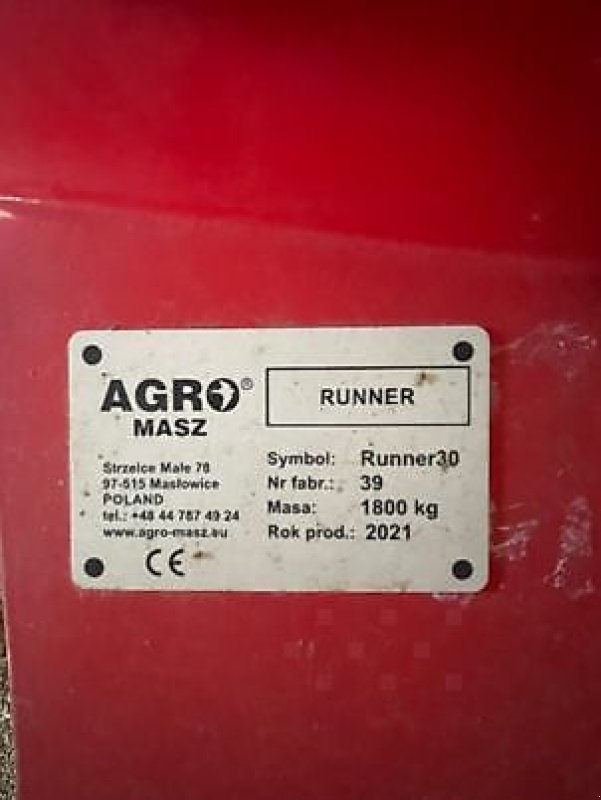 AGRO®
MASZ
RUNNER
Strzelce Małe 78
97-515 Masłowice
POLAND
tel.: +48 44 787 49 24
www.agro-masz.eu
CE
Symbol: Runner30
Nr fabr.: 39
Masa: 1800 kg
Rok prod.: 2021